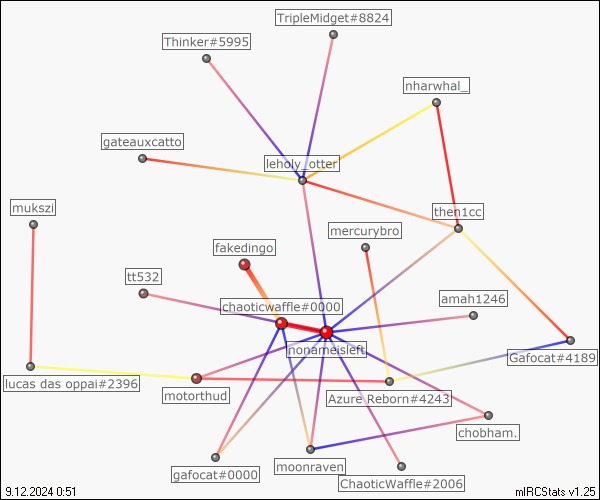 TripleMidget#8824
Thinker#5995
nharwhal_
gateauxcatto
leholy_otter
mukszi
then1cc
mercurybro
fakedingo
tt532
amah1246
chaoticwaffle#0000
nonameisleft
Gafocat#4189
lucas das oppai#2396
motorthud
Azure Reborn#4243
chobham.
gafocat#0000
moonraven
ChaoticWaffle#2006
9.12.2024 0:51
mIRCStats v1.25